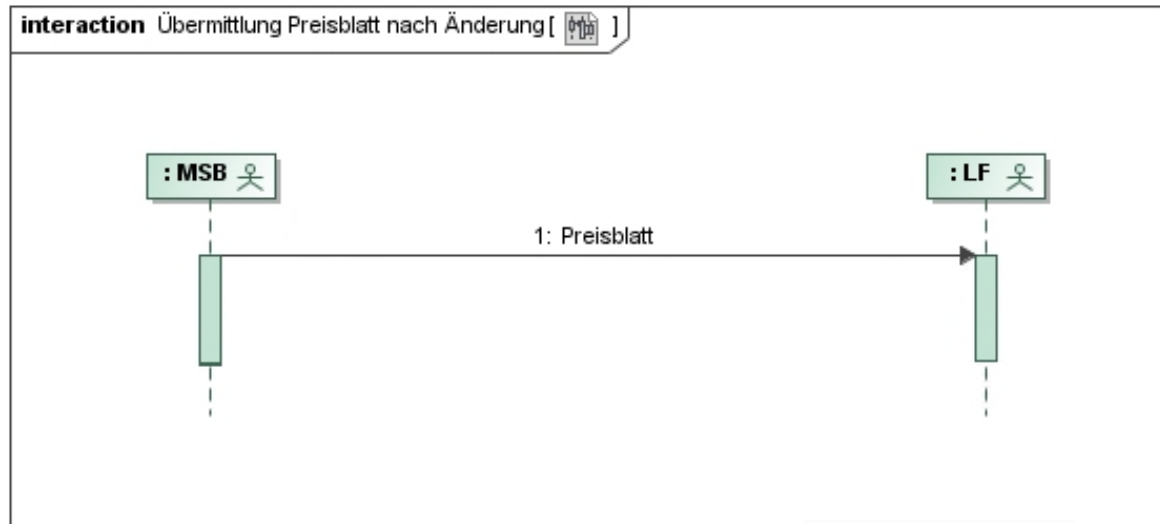 interaction Übermittlung Preisblatt nach Änderung[ ]
: MSB
: LF
1: Preisblatt